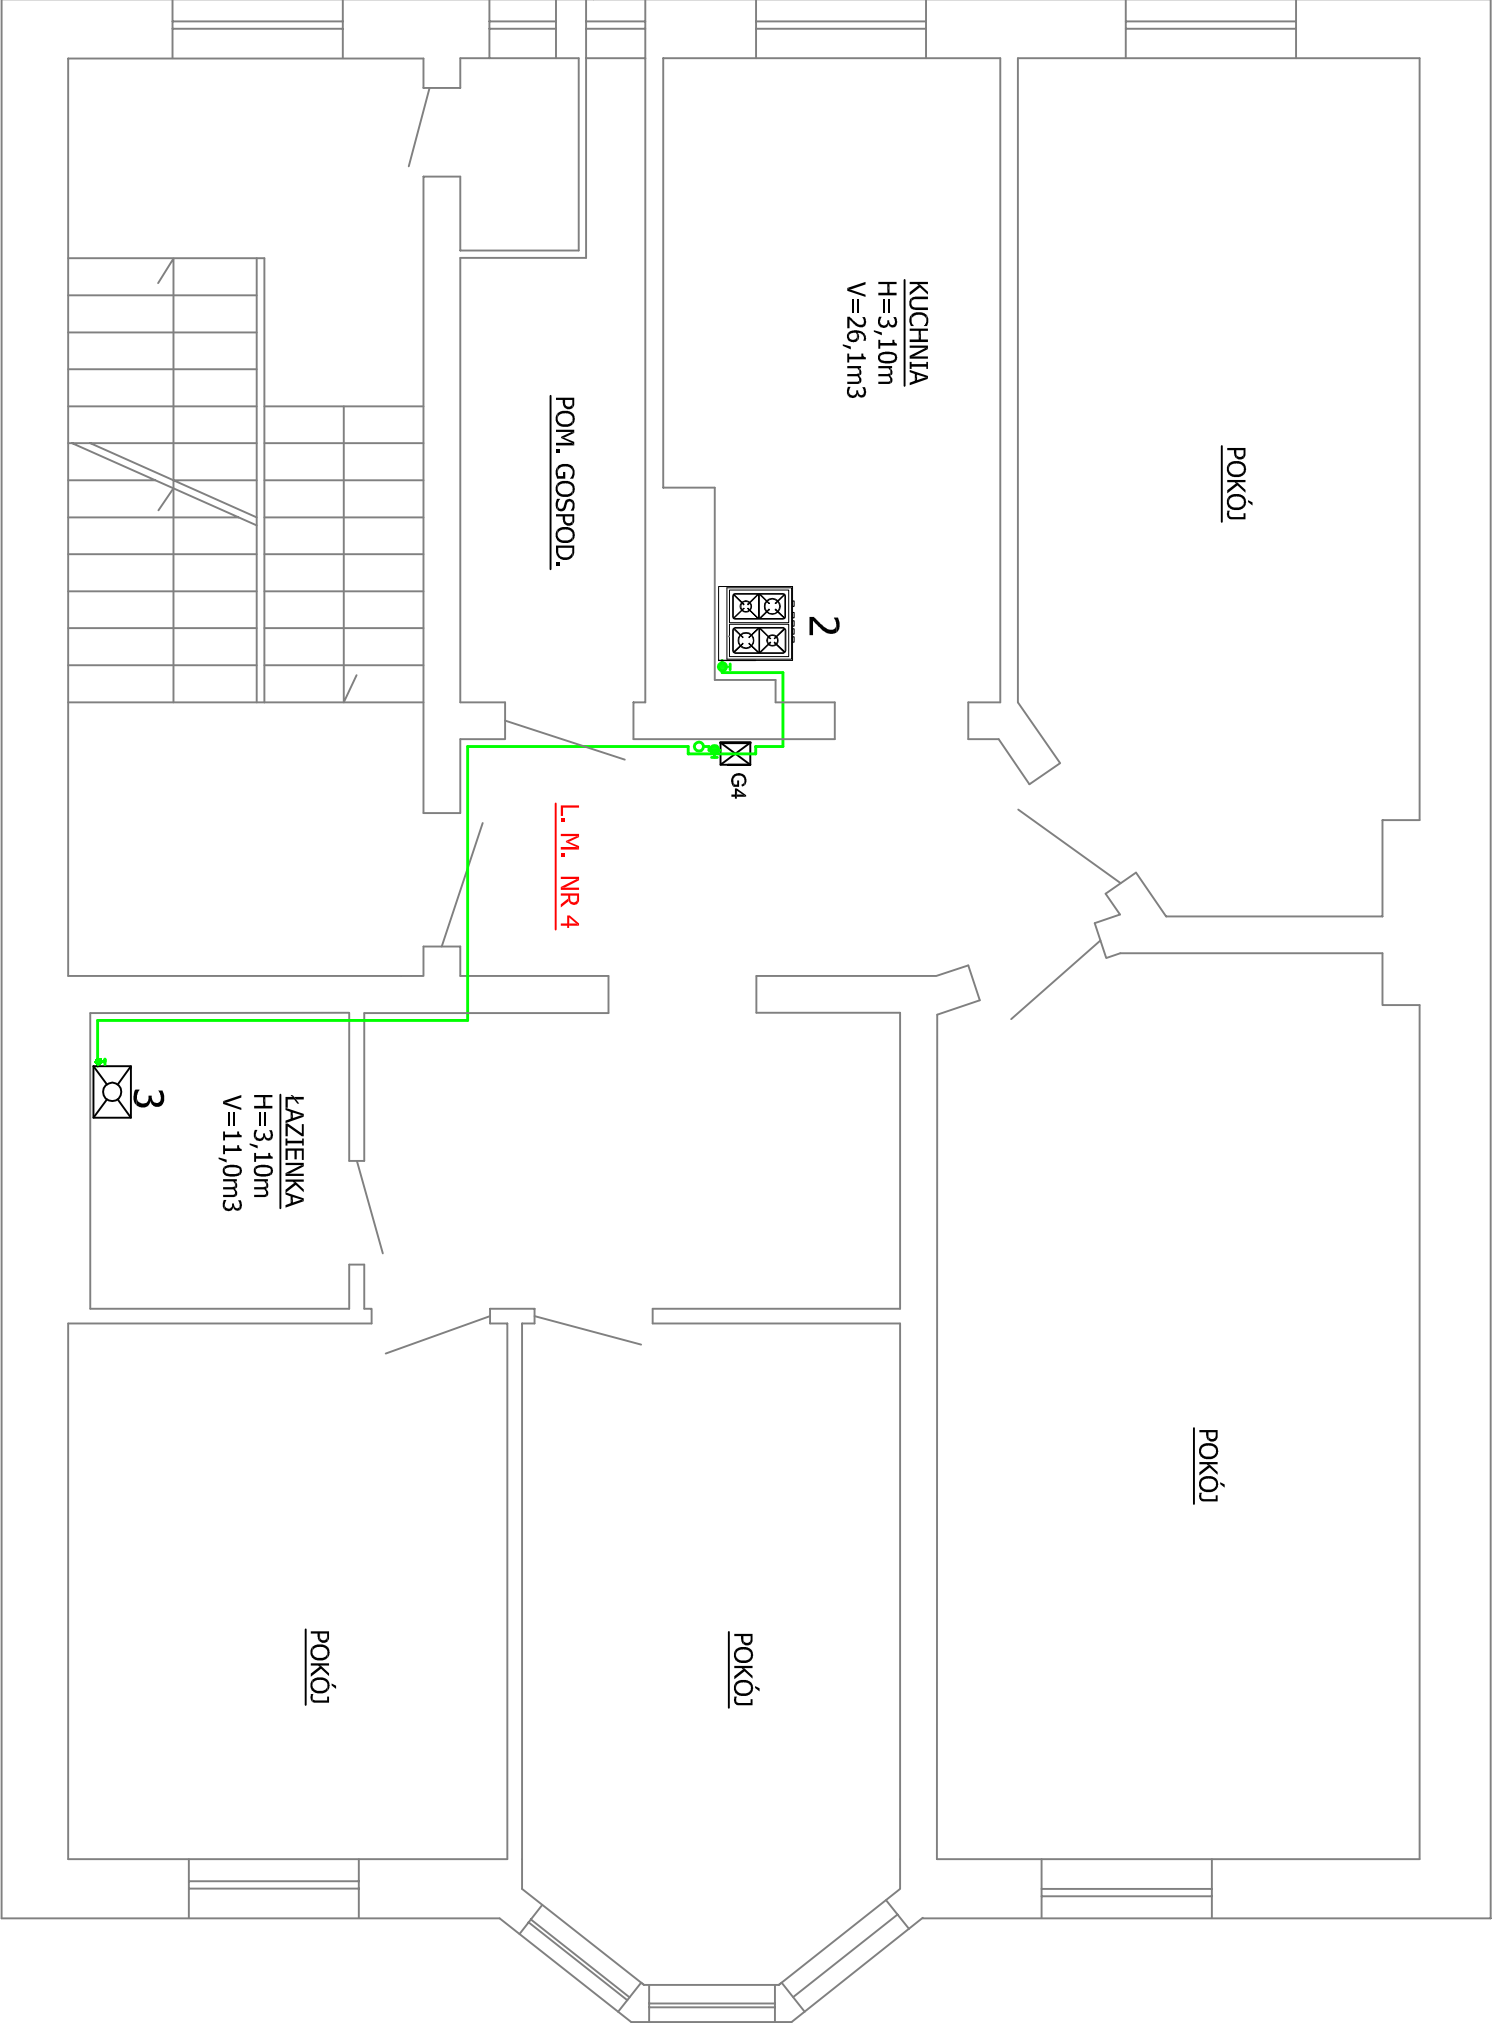 KUCHNIA
H=3,10m
V=26,1m3
POKÓJ
POM. GOSPOD.
2
G4
L. M. NR 4
3
ŁAZIENKA
H=3,10m
V=11,0m3
POKÓJ
POKÓJ
POKÓJ